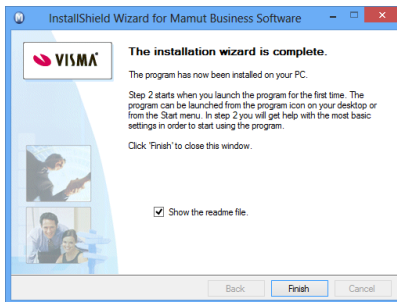 InstallShield Wizard for Mamut Business Software
VISMA
The installation wizard is complete.
The program has now been installed on your PC.
Step 2 starts when you launch the program for the first time. The
program can be launched from the program icon on your desktop or
from the Start menu. In step 2 you will get help with the most basic
settings in order to start using the program.
Click 'Finish' to close this window.
Show the readme file.
Back Finish Cancel